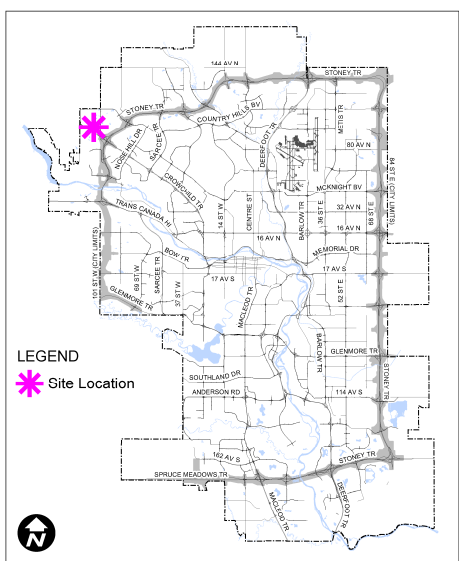 144 AV N
STONEY TR
STONEY TR
COUNTRY HILLS BV
METIS TR
NOSE HILL DR
SARCEE TR
DEERFOOT TR
80 AV N
84 ST E (CITY LIMITS)
CROWCHILD TR
MCKNIGHT BV
TRANS CANADA HI
14 ST W
CENTRE ST
BARLOW TR
36 ST E
32 AV N
68 ST E
16 AV N
16 AV N
101 ST W (CITY LIMITS)
BOW TR
MEMORIAL DR
69 ST W
SARCEE TR
37 ST W
17 AV S
17 AV S
52 ST E
GLENMORE TR
MACLEOD TR
BARLOW TR
GLENMORE TR
LEGEND
Site Location
SOUTHLAND DR
ANDERSON RD
114 AV S
STONEY TR
162 AV S
STONEY TR
SPRUCE MEADOWS TR
MACLEOD TR
DEERFOOT TR
N